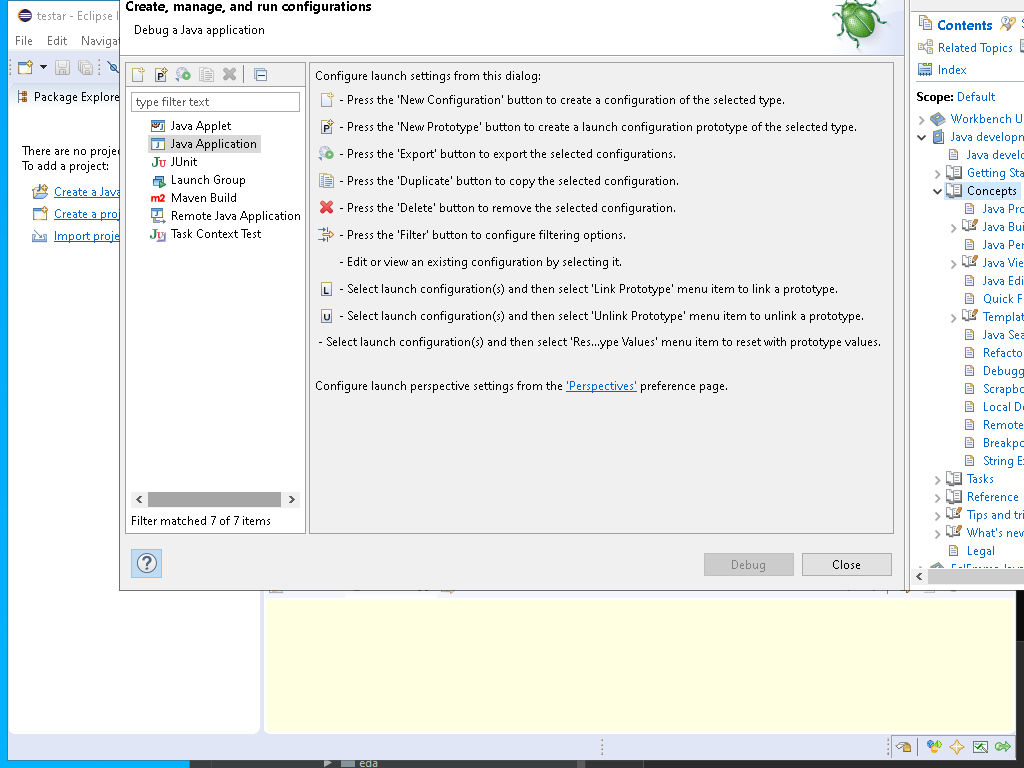 testar - Eclipse
File Edit Naviga
Package Explore
There are no proje
To add a project:
Create a Java
Create a proj
Import proje
Create, manage, and run configurations
Debug a Java application
type filter text
Java Applet
Java Application
JUnit
Launch Group
Maven Build
Remote Java Application
Task Context Test
Filter matched 7 of 7 items
Configure launch settings from this dialog:
- Press the 'New Configuration' button to create a configuration of the selected type.
- Press the 'New Prototype' button to create a launch configuration prototype of the selected type.
- Press the 'Export' button to export the selected configurations.
- Press the 'Duplicate' button to copy the selected configuration.
- Press the 'Delete' button to remove the selected configuration.
- Press the 'Filter' button to configure filtering options.
- Edit or view an existing configuration by selecting it.
- Select launch configuration(s) and then select 'Link Prototype' menu item to link a prototype.
- Select launch configuration(s) and then select 'Unlink Prototype' menu item to unlink a prototype.
- Select launch configuration(s) and then select 'Res...ype Values' menu item to reset with prototype values.
Configure launch perspective settings from the 'Perspectives' preference page.
Debug Close
Contents
Related Topics
Index
Scope: Default
Workbench U
Java developn
Java develo
Getting Sta
Concepts
Java Pro
Java Bui
Java Per
Java Vie
Java Edi
Quick F
Templat
Java Sea
Refacto
Debugg
Scrapbo
Local De
Remote
Breakpo
String Ex
Tasks
Reference
Tips and tri
What's new
Legal
eda